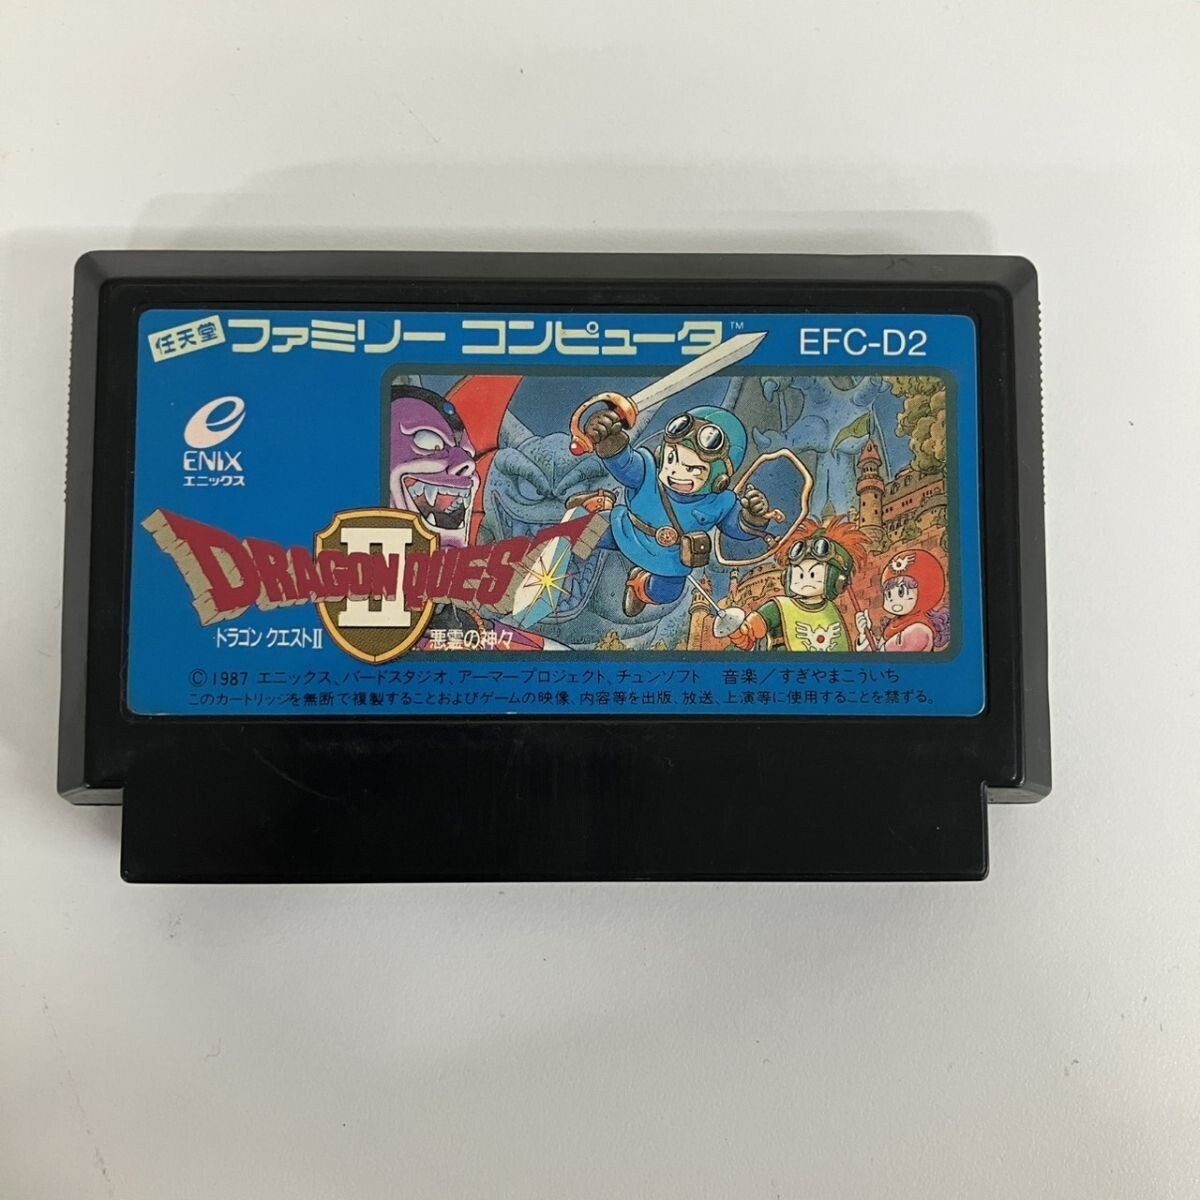 任天堂 ファミリー コンピュータ™ EFC-D2
e
ENIX
エニックス
DRAGON QUEST
II
ドラゴン クエストII 悪霊の神々
© 1987 エニックス、バードスタジオ、アーマープロジェクト、チュンソフト 音楽/すぎやまこういち
このカートリッジを無断で複製することおよびゲームの映像、内容等を出版、放送、上演等に使用することを禁ずる。